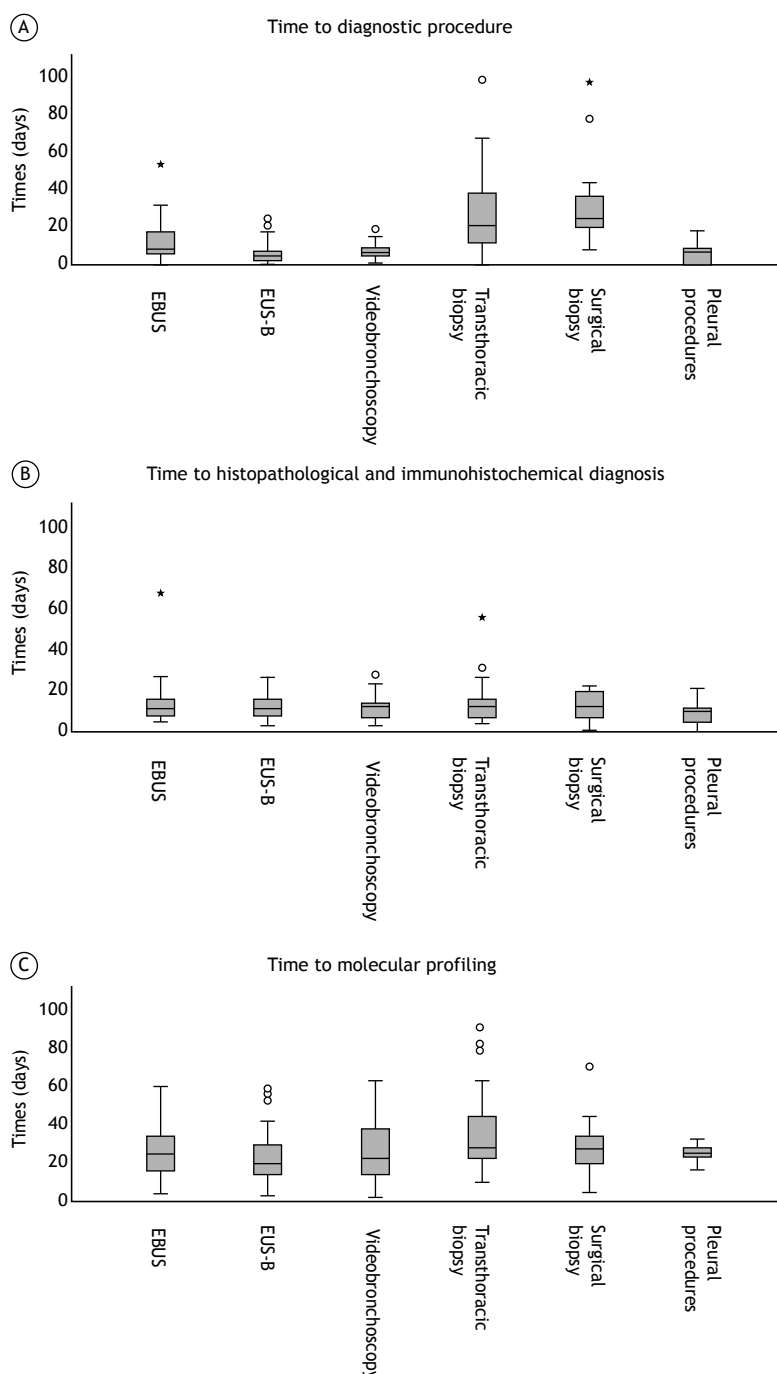 A
Time to diagnostic procedure
Times (days)
100
80
60
40
20
0
EBUS
EUS-B
Videobronchoscopy
Transthoracic
biopsy
Surgical
biopsy
Pleural
procedures
B
Time to histopathological and immunohistochemical diagnosis
Times (days)
100
80
60
40
20
0
EBUS
EUS-B
Videobronchoscopy
Transthoracic
biopsy
Surgical
biopsy
Pleural
procedures
C
Time to molecular profiling
Times (days)
100
80
60
40
20
0
EBUS
EUS-B
Videobronchoscopy
Transthoracic
biopsy
Surgical
biopsy
Pleural
procedures